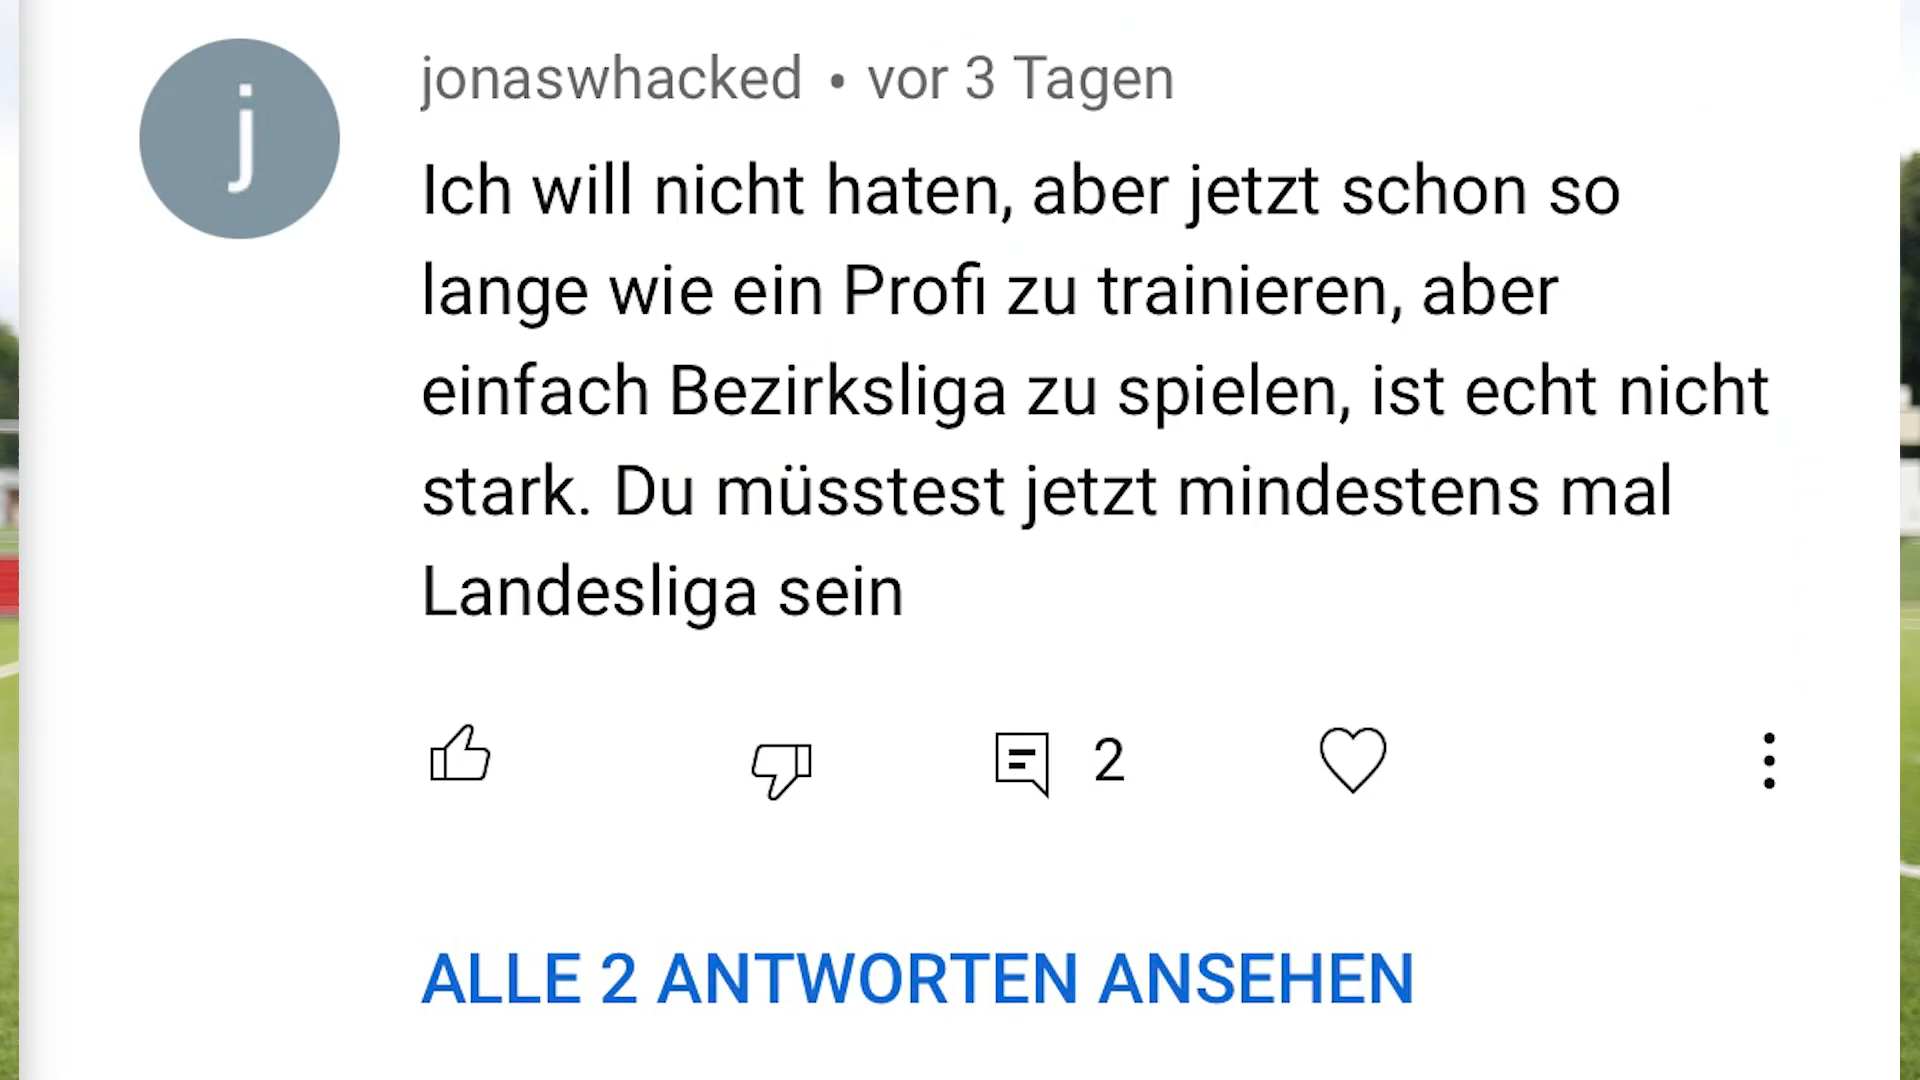 j
jonaswhacked • vor 3 Tagen
Ich will nicht haten, aber jetzt schon so
lange wie ein Profi zu trainieren, aber
einfach Bezirksliga zu spielen, ist echt nicht
stark. Du müsstest jetzt mindestens mal
Landesliga sein
2
ALLE 2 ANTWORTEN ANSEHEN